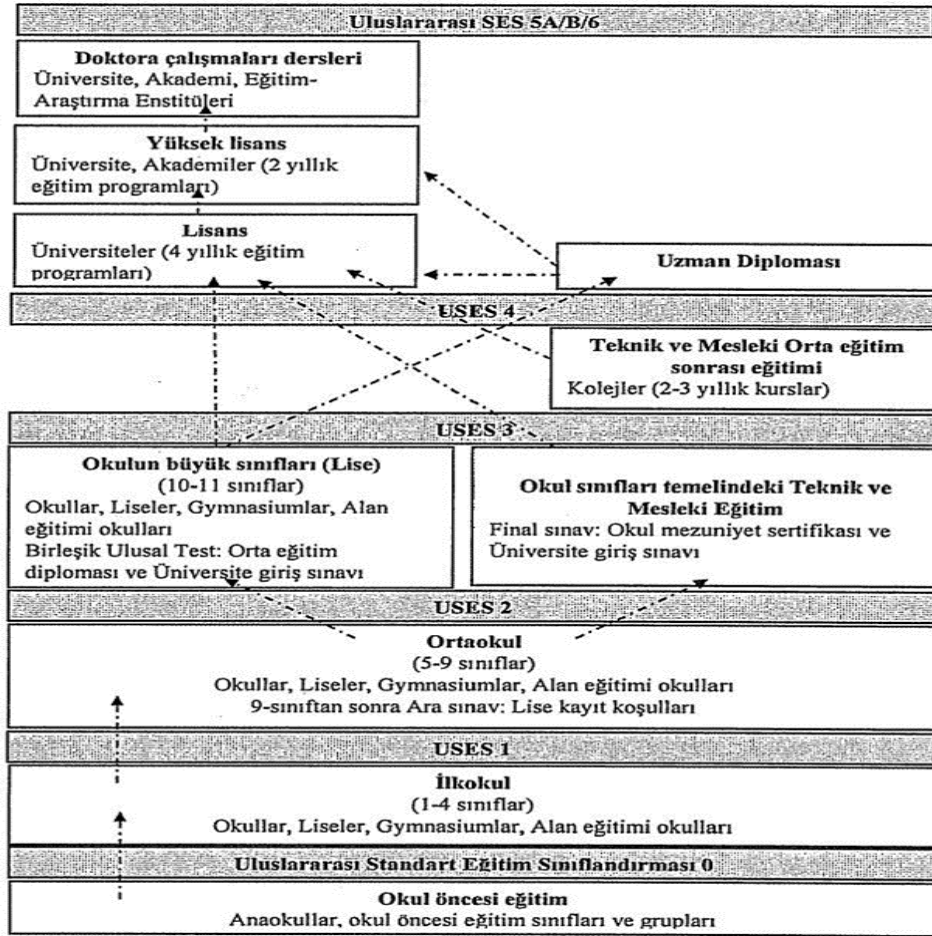 Uluslararası SES 5A/B/6
Doktora çalışmaları dersleri
Üniversite, Akademi, Eğitim-
Araştırma Enstitüleri
Yüksek lisans
Üniversite, Akademiler (2 yıllık
eğitim programları)
Lisans
Üniversiteler (4 yıllık eğitim
programları)
Uzman Diploması
USES 4
Teknik ve Mesleki Orta eğitim
sonrası eğitimi
Kolejler (2-3 yıllık kurslar)
USES 3
Okulun büyük sınıfları (Lise)
(10-11 sınıflar)
Okullar, Liseler, Gymnasiumlar, Alan
eğitimi okulları
Birleşik Ulusal Test: Orta eğitim
diploması ve Üniversite giriş sınavı
Okul sınıfları temelindeki Teknik ve
Mesleki Eğitim
Final sınav: Okul mezuniyet sertifikası ve
Üniversite giriş sınavı
USES 2
Ortaokul
(5-9 sınıflar)
Okullar, Liseler, Gymnasiumlar, Alan eğitimi okulları
9-sınıftan sonra Ara sınav: Lise kayıt koşulları
USES 1
İlkokul
(1-4 sınıflar)
Okullar, Liseler, Gymnasiumlar, Alan eğitimi okulları
Uluslararası Standart Eğitim Sınıflandırması 0
Okul öncesi eğitim
Anaokullar, okul öncesi eğitim sınıfları ve grupları